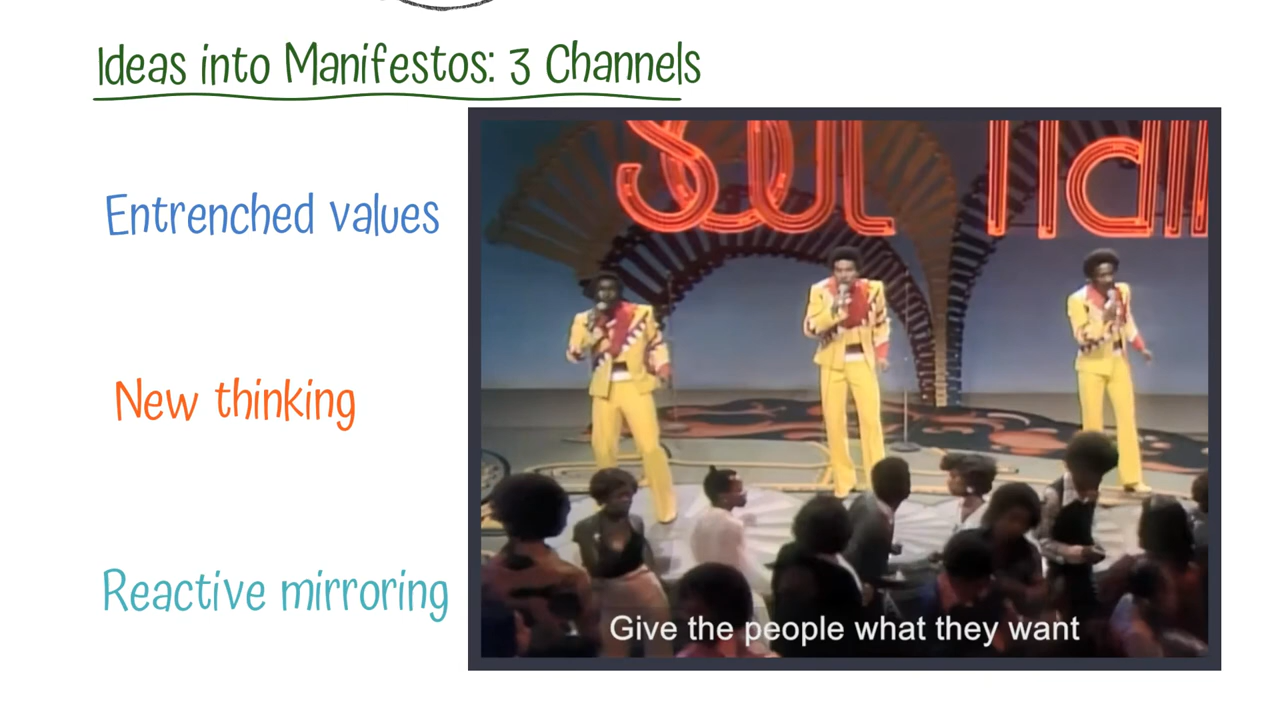 Ideas into Manifestos: 3 Channels
Entrenched values
New thinking
Reactive mirroring
Give the people what they want